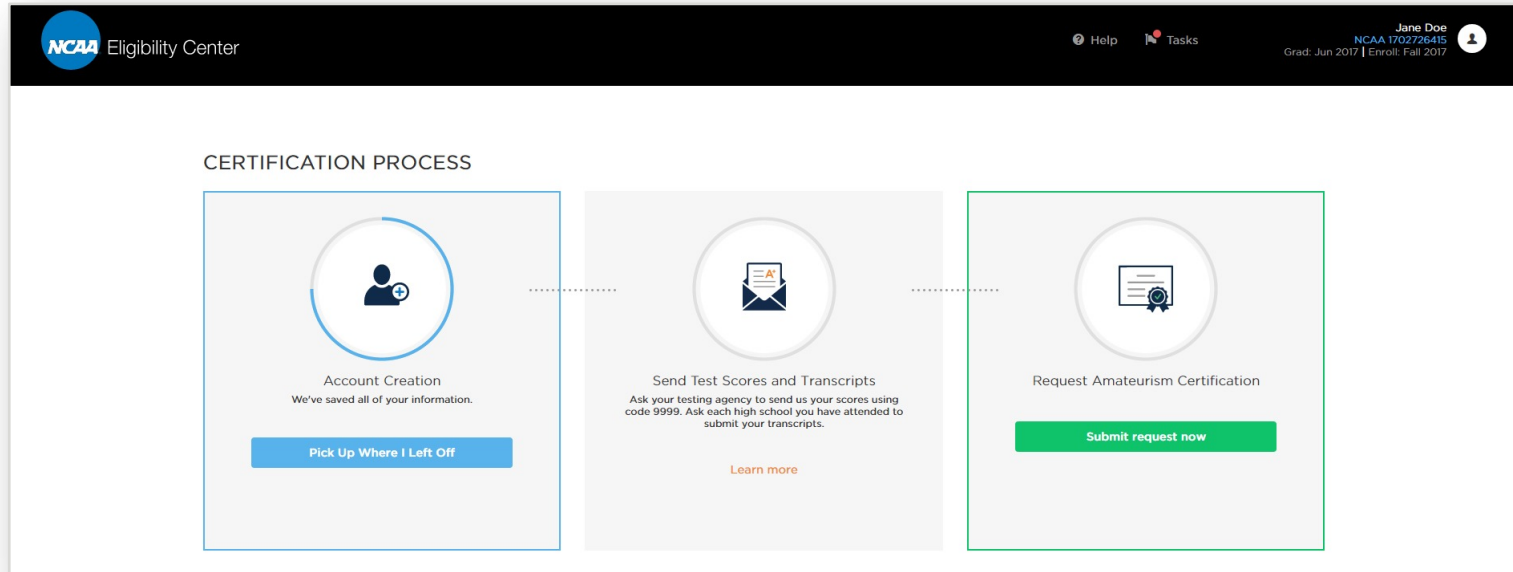 NCAA Eligibility Center
Help
Tasks
Jane Doe
NCAA 1702726415
Grad: Jun 2017 | Enroll: Fall 2017
CERTIFICATION PROCESS
Account Creation
We've saved all of your information.
Pick Up Where I Left Off
A+
Send Test Scores and Transcripts
Ask your testing agency to send us your scores using
code 9999. Ask each high school you have attended to
submit your transcripts.
Learn more
Request Amateurism Certification
Submit request now